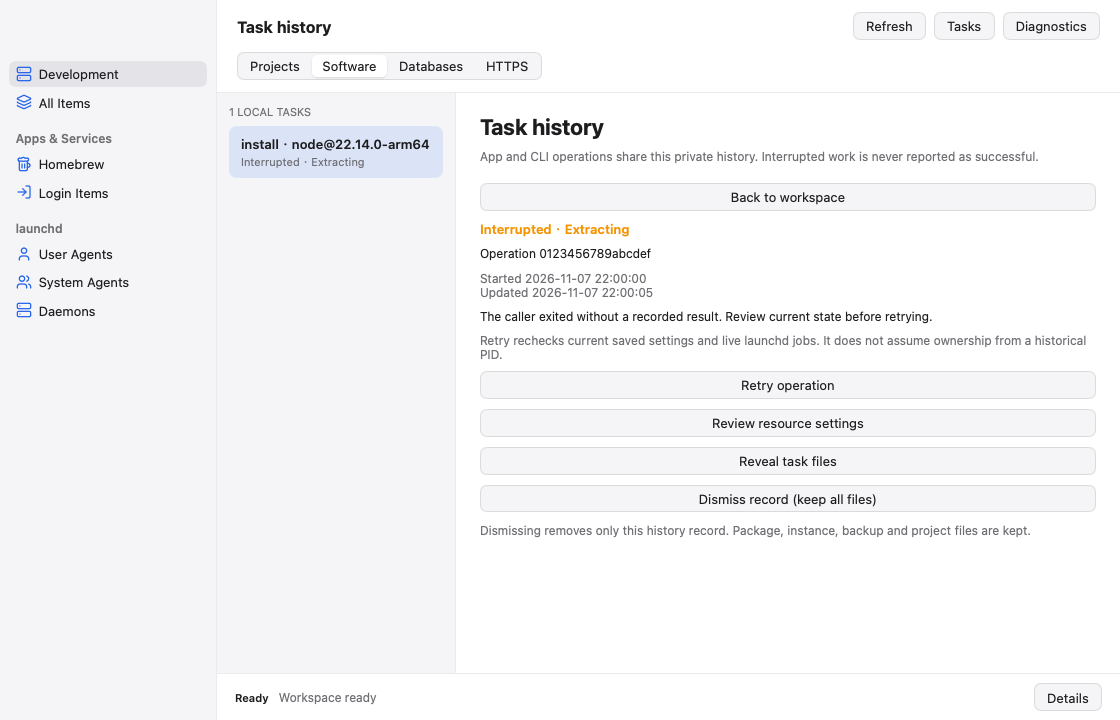 Development
All Items
Apps & Services
Homebrew
Login Items
launchd
User Agents
System Agents
Daemons
Task history
Refresh
Tasks
Diagnostics
Projects
Software
Databases
HTTPS
1 LOCAL TASKS
install · node@22.14.0-arm64
Interrupted · Extracting
Task history
App and CLI operations share this private history. Interrupted work is never reported as successful.
Back to workspace
Interrupted · Extracting
Operation 0123456789abcdef
Started 2026-11-07 22:00:00
Updated 2026-11-07 22:00:05
The caller exited without a recorded result. Review current state before retrying.
Retry rechecks current saved settings and live launchd jobs. It does not assume ownership from a historical
PID.
Retry operation
Review resource settings
Reveal task files
Dismiss record (keep all files)
Dismissing removes only this history record. Package, instance, backup and project files are kept.
Ready
Workspace ready
Details